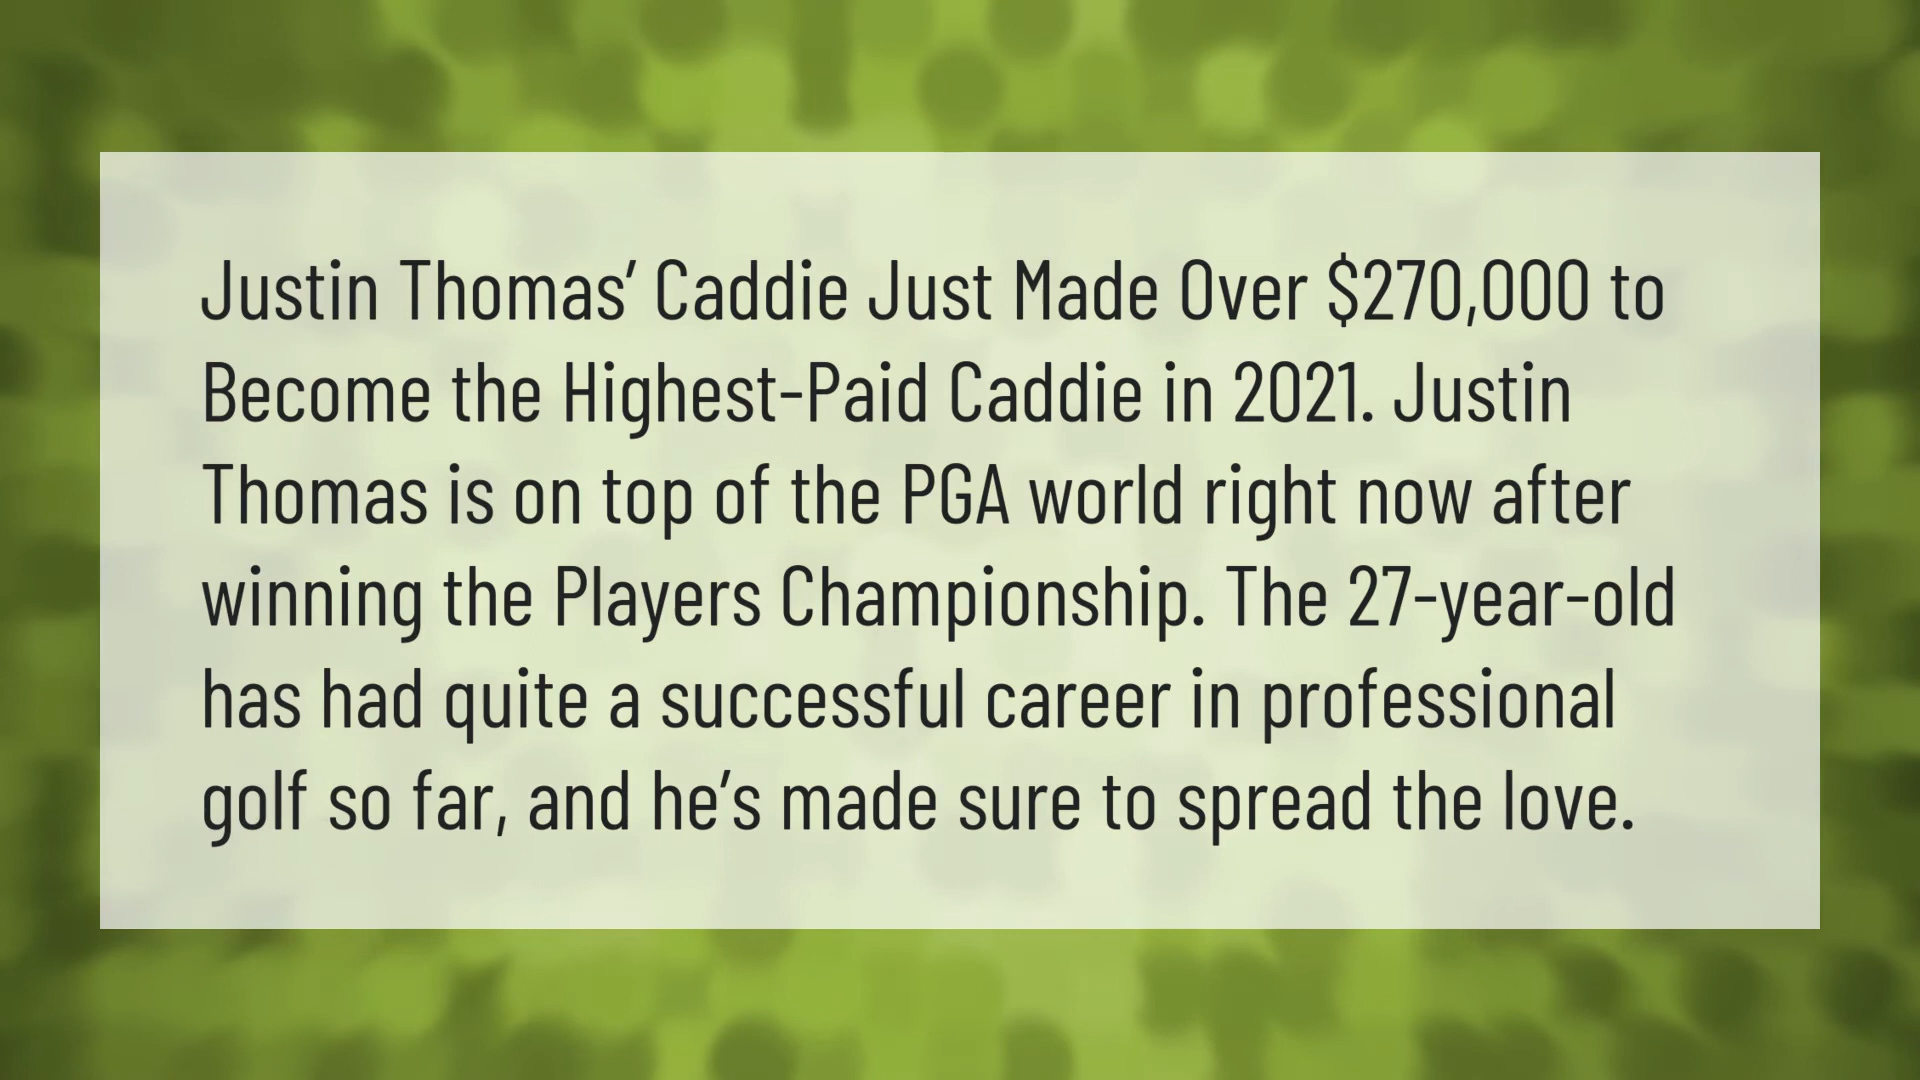 Justin Thomas’ Caddie Just Made Over $270,000 to
Become the Highest-Paid Caddie in 2021. Justin
Thomas is on top of the PGA world right now after
winning the Players Championship. The 27-year-old
has had quite a successful career in professional
golf so far, and he’s made sure to spread the love.